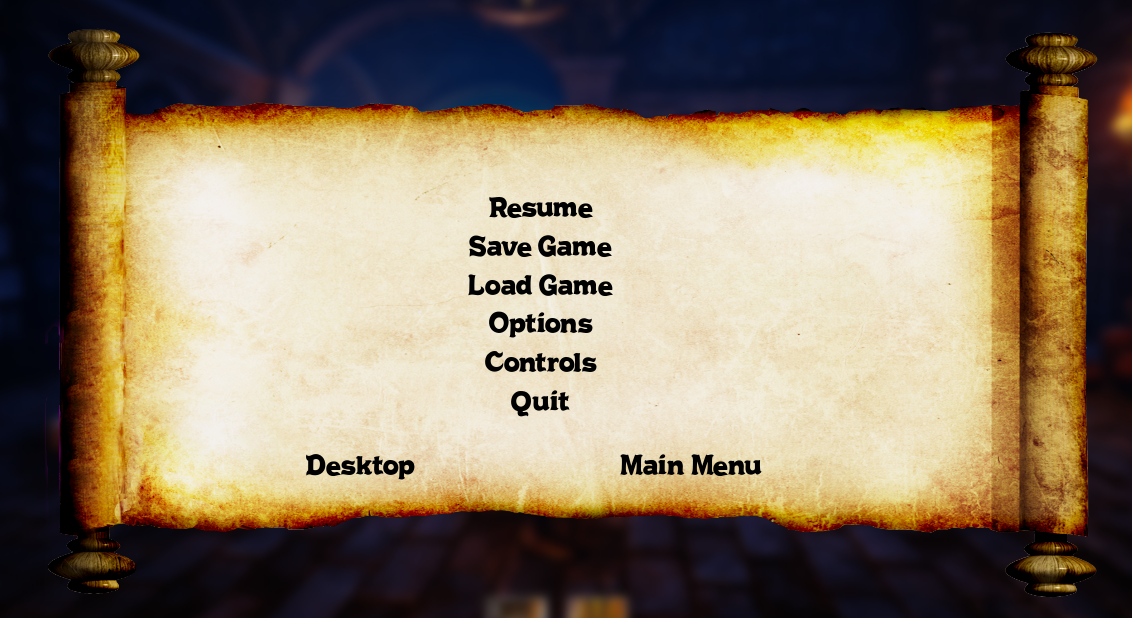 Resume
Save Game
Load Game
Options
Controls
Quit
Desktop Main Menu